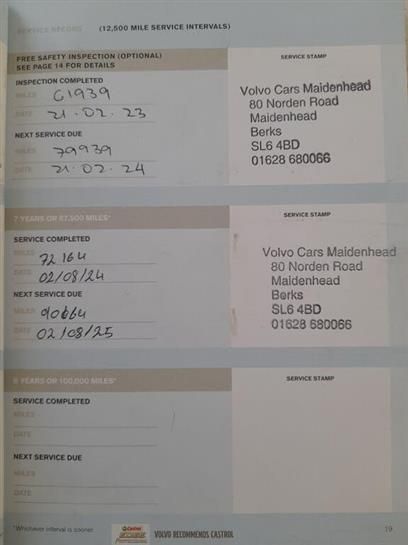 SERVICE RECORD (12,500 MILE SERVICE INTERVALS)
FREE SAFETY INSPECTION (OPTIONAL)
SEE PAGE 14 FOR DETAILS
SERVICE STAMP
INSPECTION COMPLETED
MILES 61939
DATE 21.02.23
NEXT SERVICE DUE
MILES 79939
DATE 21.02.24
Volvo Cars Maidenhead
80 Norden Road
Maidenhead
Berks
SL6 4BD
01628 680066
7 YEARS OR 87,500 MILES*
SERVICE STAMP
SERVICE COMPLETED
MILES 72164
DATE 02/08/24
NEXT SERVICE DUE
MILES 90664
DATE 02/08/25
Volvo Cars Maidenhead
80 Norden Road
Maidenhead
Berks
SL6 4BD
01628 680066
8 YEARS OR 100,000 MILES*
SERVICE STAMP
SERVICE COMPLETED
MILES
DATE
NEXT SERVICE DUE
MILES
DATE
*Whichever interval is sooner
Castrol
EDGE
PROFESSIONAL
VOLVO RECOMMENDS CASTROL
19